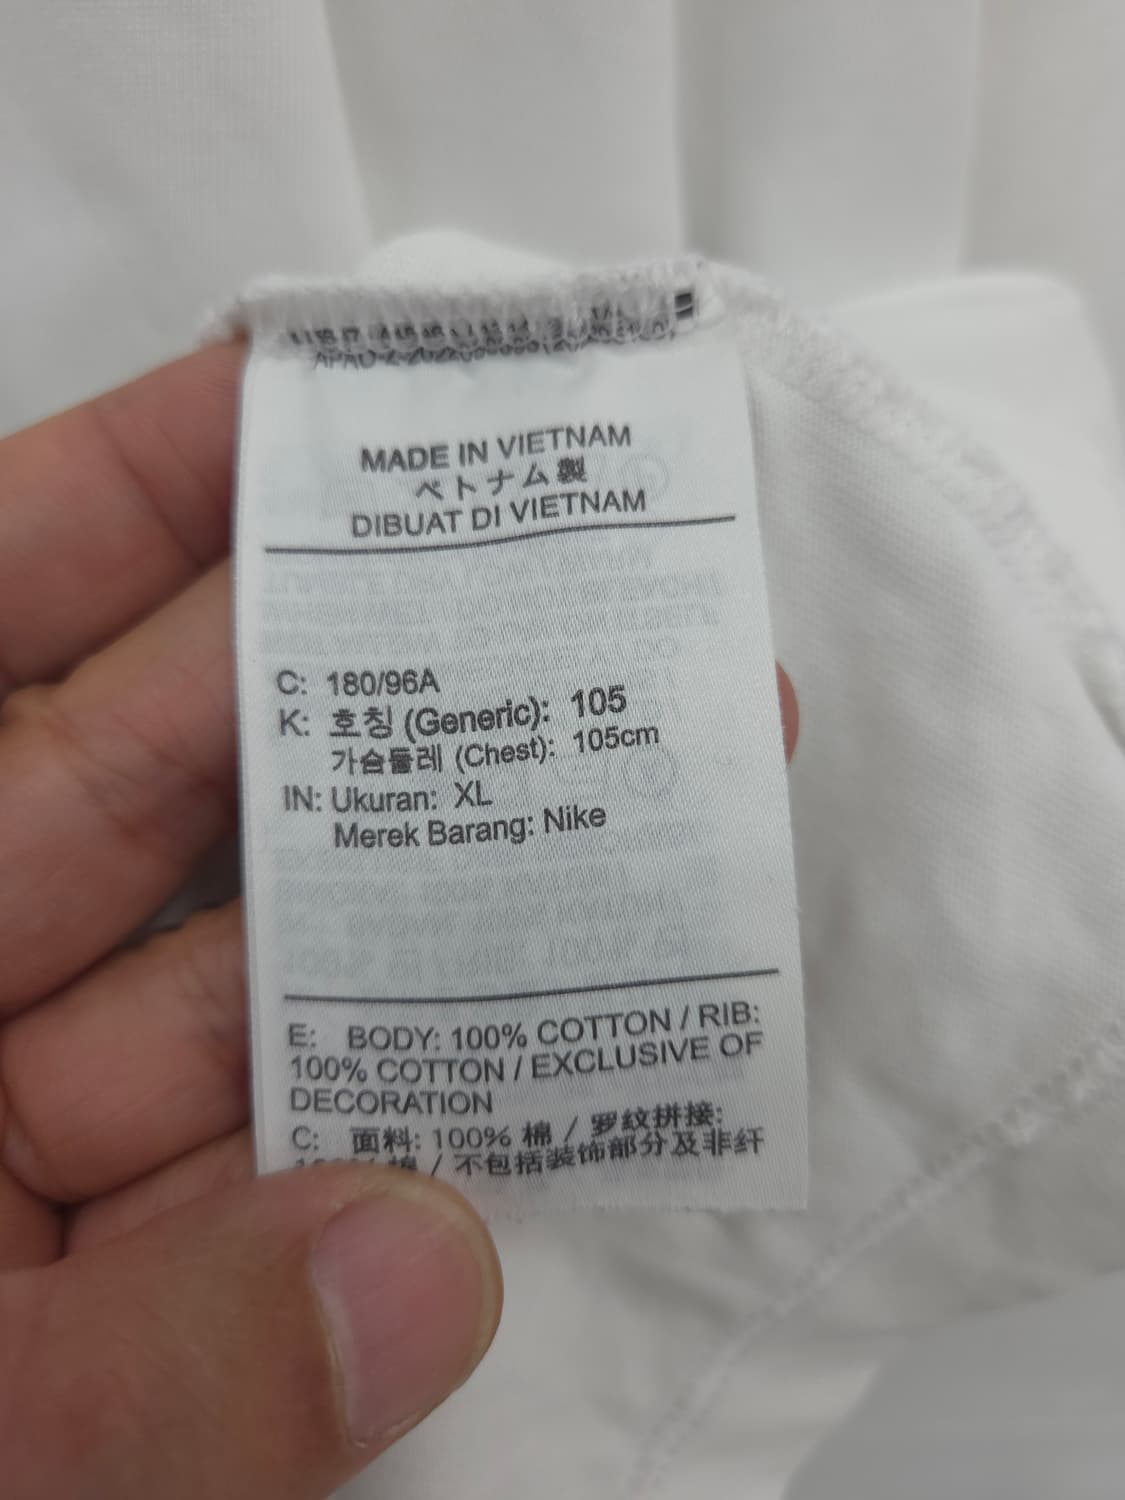 MADE IN VIETNAM
ベトナム製
DIBUAT DI VIETNAM
C: 180/96A
K: 호칭 (Generic): 105
가슴둘레 (Chest): 105cm
IN: Ukuran: XL
Merek Barang: Nike
E: BODY: 100% COTTON / RIB:
100% COTTON / EXCLUSIVE OF
DECORATION
C: 面料: 100% 棉 / 罗纹拼接:
棉 / 不包括装饰部分及非纤